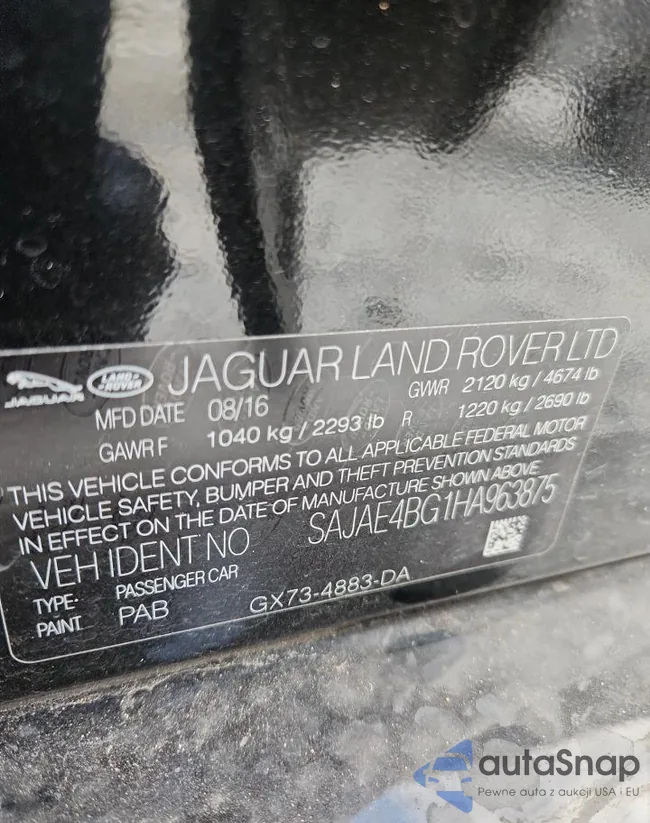 JAGUAR LAND ROVER JAGUAR LAND ROVER LTD
MFD DATE 08/16 GVWR 2120 kg / 4674 lb
GAWR F 1040 kg / 2293 lb R 1220 kg / 2690 lb
THIS VEHICLE CONFORMS TO ALL APPLICABLE FEDERAL MOTOR
VEHICLE SAFETY, BUMPER AND THEFT PREVENTION STANDARDS
IN EFFECT ON THE DATE OF MANUFACTURE SHOWN ABOVE
VEH IDENT NO SAJAE4BG1HA963875
TYPE- PASSENGER CAR
PAINT PAB GX73-4883-DA
autaSnap
Pewne auta z aukcji USA i EU